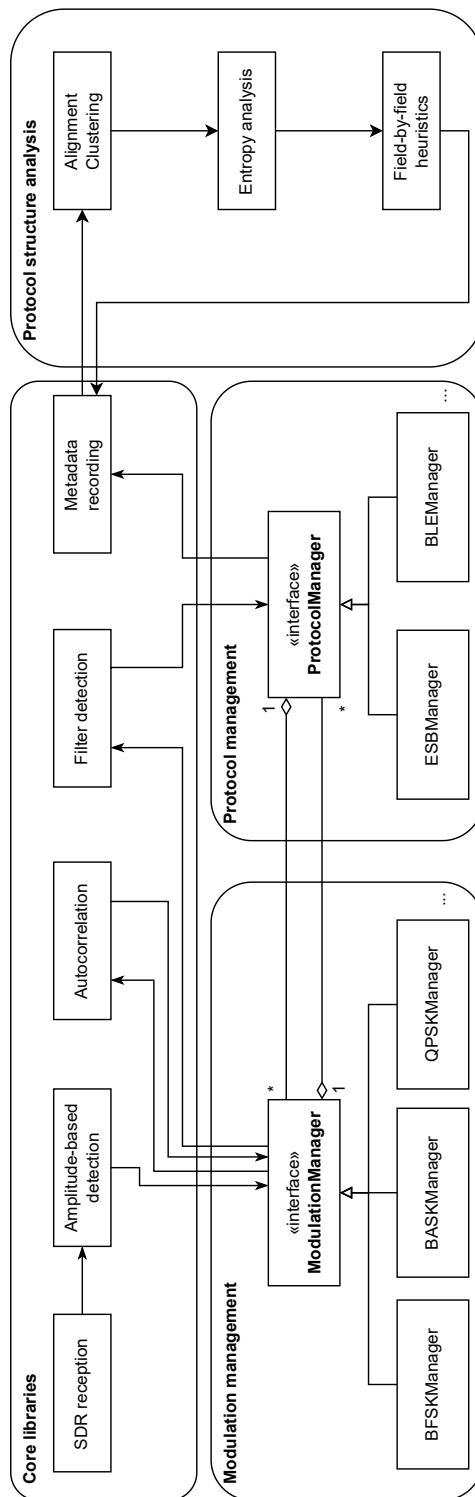 Core libraries
SDR reception
Amplitude-based
detection
Autocorrelation
Filter detection
Metadata
recording
Modulation management
«interface»
ModulationManager
*
1
BFSKManager
BASKManager
QPSKManager
...
Protocol management
1
*
«interface»
ProtocolManager
ESBManager
BLEManager
...
Protocol structure analysis
Alignment
Clustering
Entropy analysis
Field-by-field
heuristics